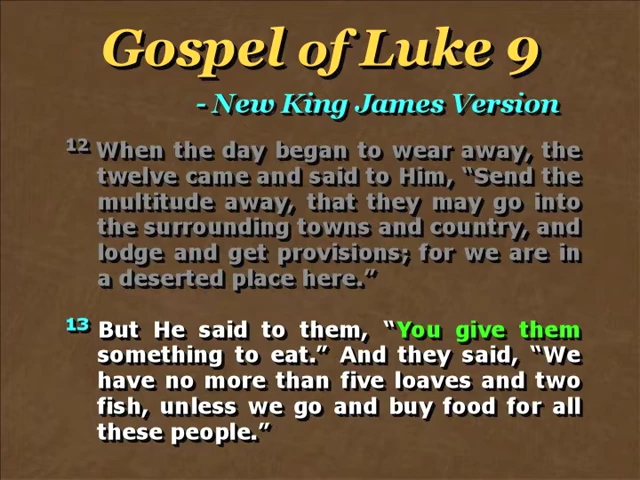 Gospel of Luke 9
- New King James Version
12 When the day began to wear away, the
twelve came and said to Him, “Send the
multitude away, that they may go into
the surrounding towns and country, and
lodge and get provisions; for we are in
a deserted place here.”
13 But He said to them, “You give them
something to eat.” And they said, “We
have no more than five loaves and two
fish, unless we go and buy food for all
these people.”